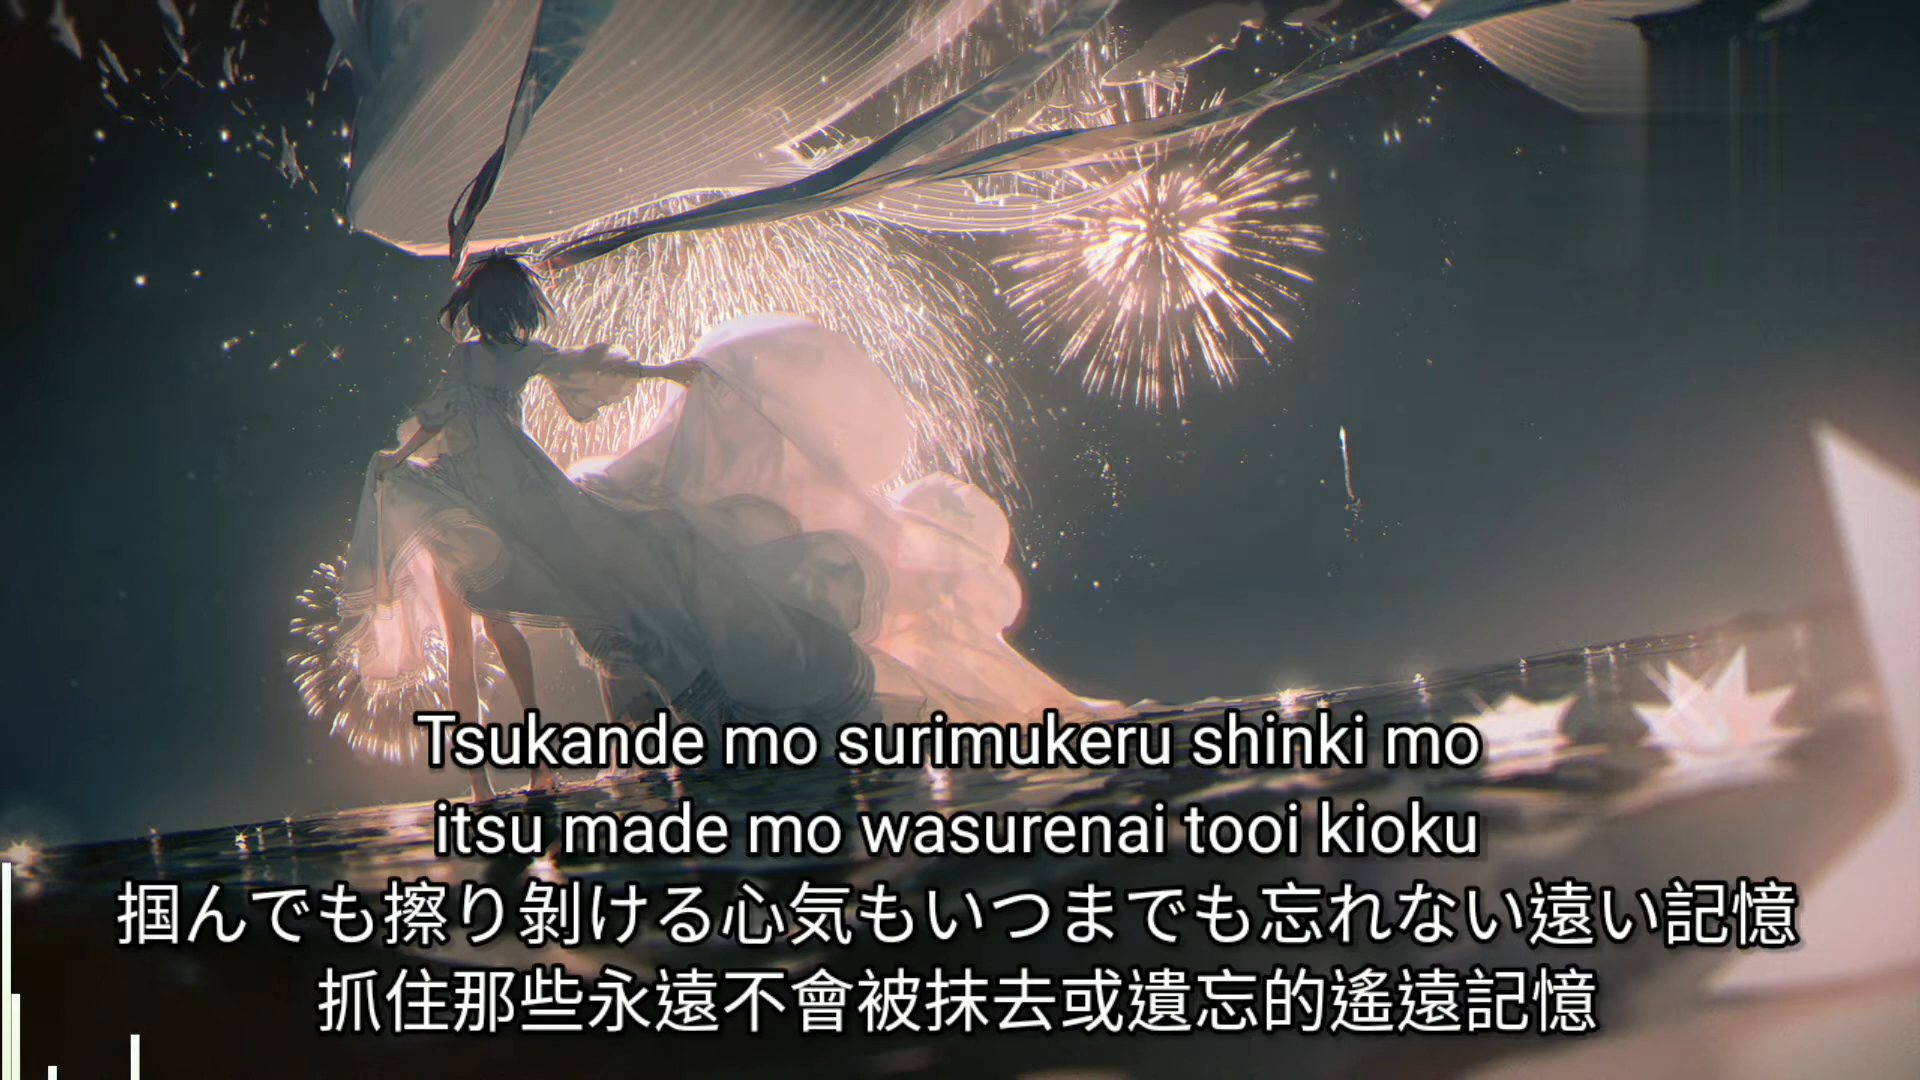 Tsukande mo surimukeru shinki mo
itsu made mo wasurenai tooi kioku
掴んでも擦り剝ける心気もいつまでも忘れない遠い記憶
抓住那些永遠不會被抹去或遺忘的遙遠記憶